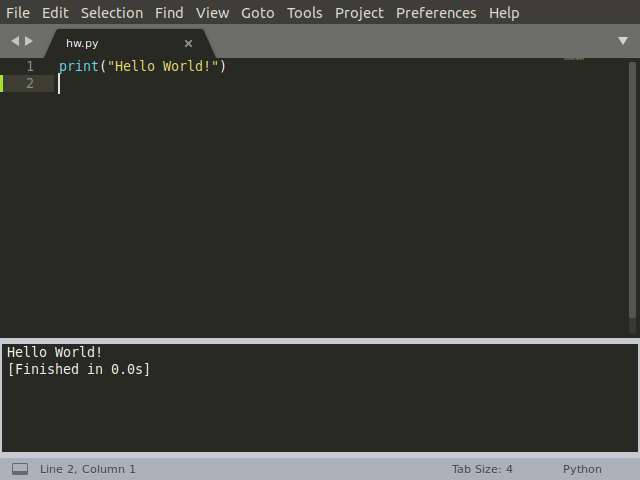 File Edit Selection Find View Goto Tools Project Preferences Help
hw.py
1 print("Hello World!")
2
Hello World!
[Finished in 0.0s]
Line 2, Column 1 Tab Size: 4 Python